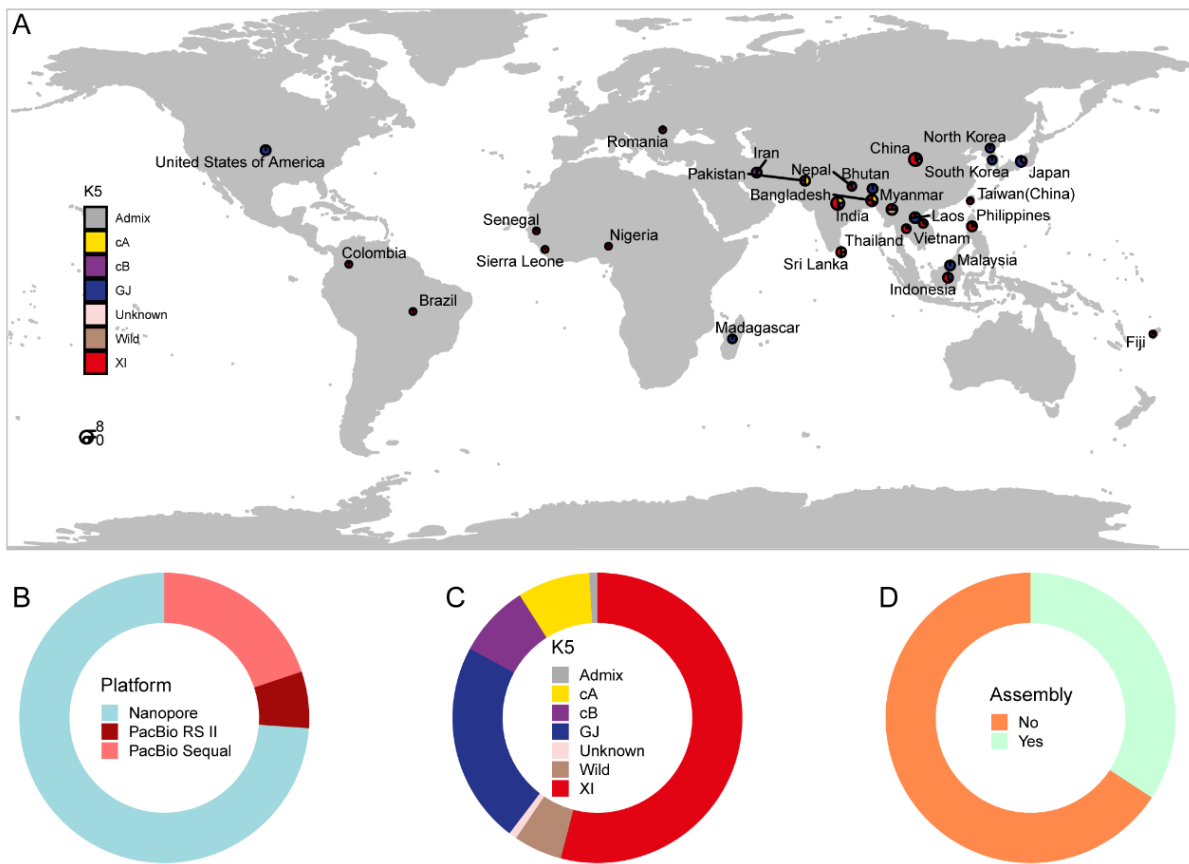 A
North Korea
Romania
China
Iran
United States of America
South Korea
Japan
Pakistan
Nepal
Bhutan
K5
Bangladesh
Myanmar
Taiwan(China)
Admix
Senegal
India
Laos
Philippines
cA
Nigeria
Thailand
Vietnam
cB
Colombia
Sierra Leone
Sri Lanka
Malaysia
GJ
Indonesia
Unknown
Brazil
Wild
Madagascar
Fiji
XI
8
0
B
Platform
Nanopore
PacBio RS II
PacBio Sequal
C
K5
Admix
cA
cB
GJ
Unknown
Wild
XI
D
Assembly
No
Yes